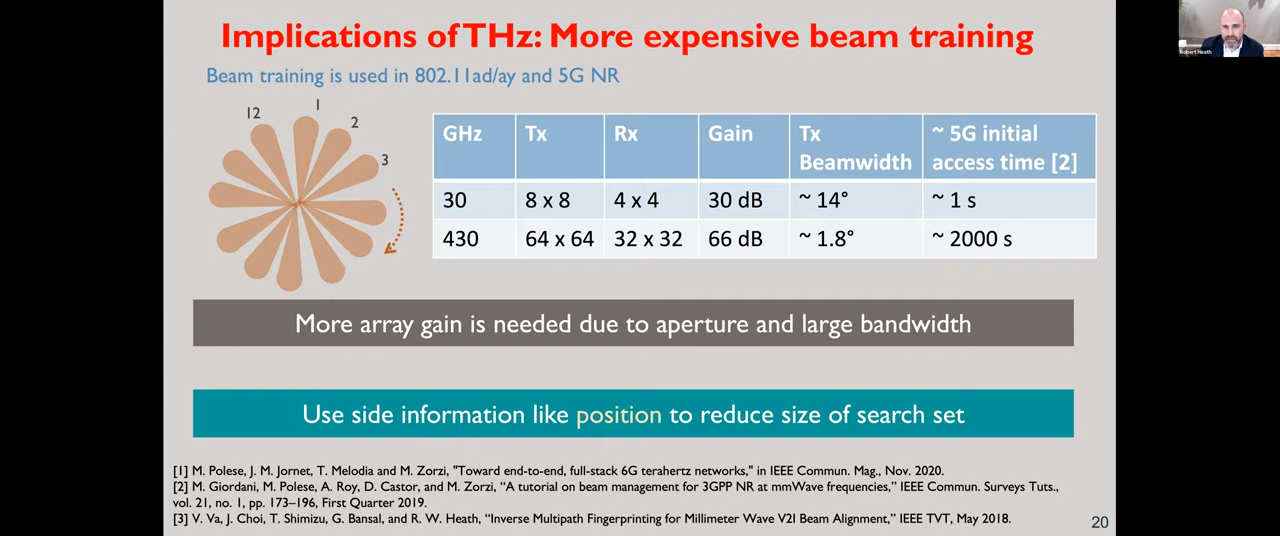 Implications of THz: More expensive beam training
Robert Heath
Beam training is used in 802.11ad/ay and 5G NR
12
1
2
3
GHz Tx Rx Gain Tx Beamwidth ~ 5G initial access time [2]
30 8 x 8 4 x 4 30 dB ~ 14° ~ 1 s
430 64 x 64 32 x 32 66 dB ~ 1.8° ~ 2000 s
More array gain is needed due to aperture and large bandwidth
Use side information like position to reduce size of search set
[1] M. Polese, J. M. Jornet, T. Melodia and M. Zorzi, "Toward end-to-end, full-stack 6G terahertz networks," in IEEE Commun. Mag., Nov. 2020.
[2] M. Giordani, M. Polese, A. Roy, D. Castor, and M. Zorzi, “A tutorial on beam management for 3GPP NR at mmWave frequencies,” IEEE Commun. Surveys Tuts.,
vol. 21, no. 1, pp. 173–196, First Quarter 2019.
[3] V. Va, J. Choi, T. Shimizu, G. Bansal, and R. W. Heath, “Inverse Multipath Fingerprinting for Millimeter Wave V2I Beam Alignment,” IEEE TVT, May 2018.
20